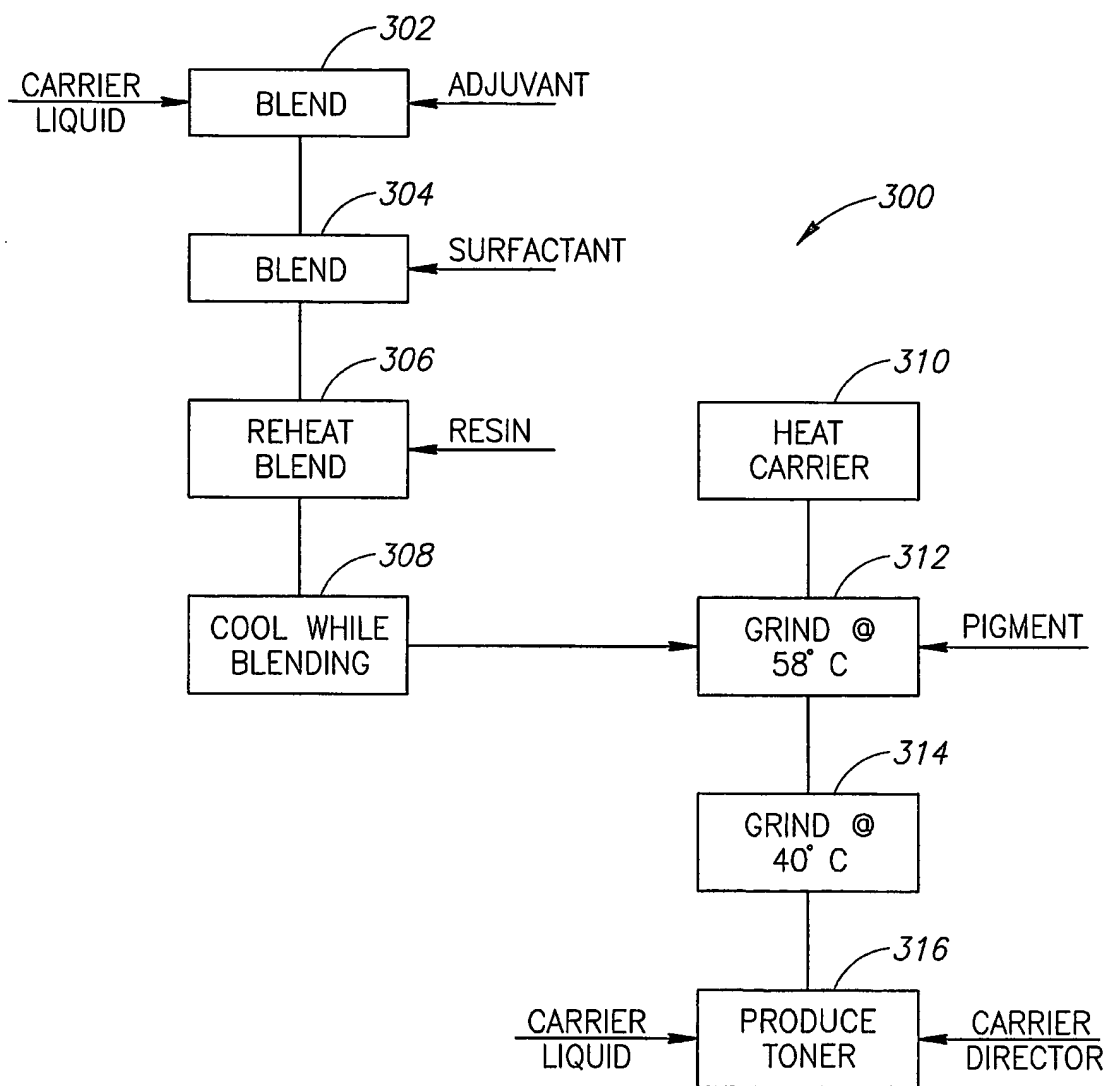 302
CARRIER
LIQUID
BLEND
ADJUVANT
304
BLEND
SURFACTANT
300
306
REHEAT
BLEND
RESIN
310
HEAT
CARRIER
308
COOL WHILE
BLENDING
312
GRIND @
58° C
PIGMENT
314
GRIND @
40° C
316
CARRIER
LIQUID
PRODUCE
TONER
CARRIER
DIRECTOR